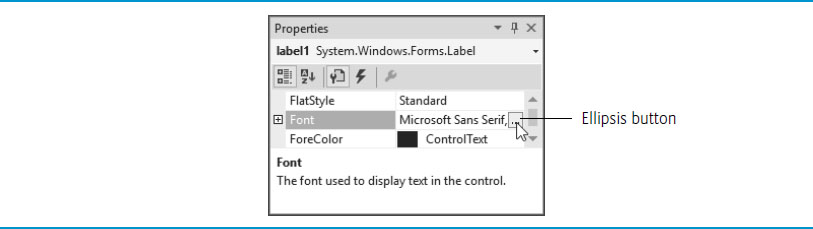 Properties
label1 System.Windows.Forms.Label
FlatStyle Standard
Font Microsoft Sans Serif, ...
Ellipsis button
ForeColor ControlText
Font
The font used to display text in the control.